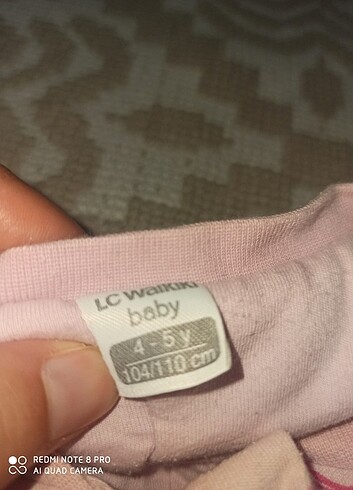 LC Waikiki
baby
4 - 5 y
104/110 cm
REDMI NOTE 8 PRO
AI QUAD CAMERA